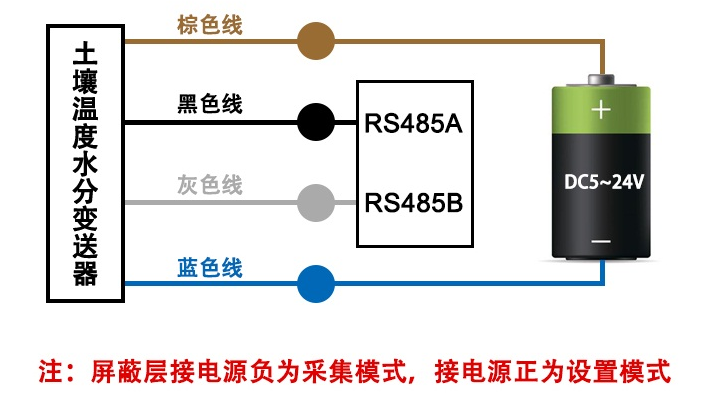 棕色线
土壤温度水分变送器
黑色线
RS485A
灰色线
RS485B
蓝色线
+
DC5~24V
−
注：屏蔽层接电源负为采集模式，接电源正为设置模式